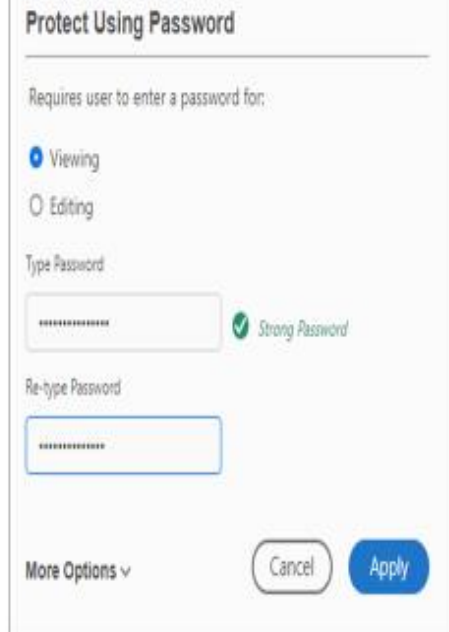 Protect Using Password
Requires user to enter a password for:
Viewing
Editing
Type Password
•••••••••••••••
Strong Password
Re-type Password
••••••••••••••
More Options
Cancel
Apply